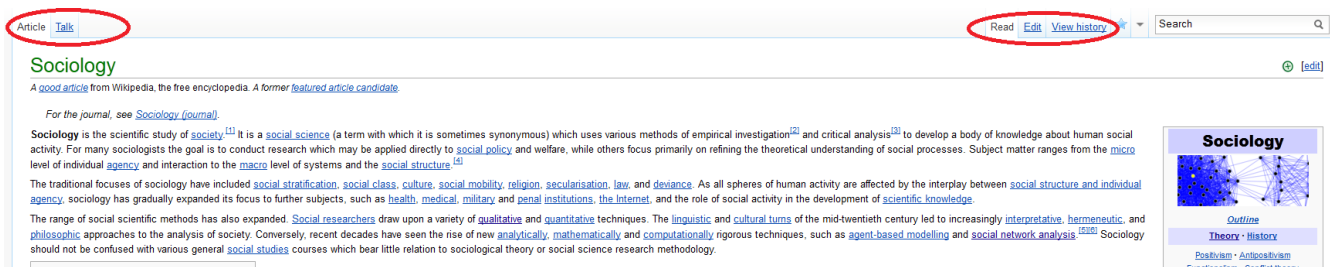 Article Talk Read Edit View history Search
Sociology [edit]
A good article from Wikipedia, the free encyclopedia. A former featured article candidate.
For the journal, see Sociology (journal).
Sociology is the scientific study of society.[1] It is a social science (a term with which it is sometimes synonymous) which uses various methods of empirical investigation[2] and critical analysis[3] to develop a body of knowledge about human social
activity. For many sociologists the goal is to conduct research which may be applied directly to social policy and welfare, while others focus primarily on refining the theoretical understanding of social processes. Subject matter ranges from the micro
level of individual agency and interaction to the macro level of systems and the social structure.[4]
The traditional focuses of sociology have included social stratification, social class, culture, social mobility, religion, secularisation, law, and deviance. As all spheres of human activity are affected by the interplay between social structure and individual
agency, sociology has gradually expanded its focus to further subjects, such as health, medical, military and penal institutions, the Internet, and the role of social activity in the development of scientific knowledge.
The range of social scientific methods has also expanded. Social researchers draw upon a variety of qualitative and quantitative techniques. The linguistic and cultural turns of the mid-twentieth century led to increasingly interpretative, hermeneutic, and
philosophic approaches to the analysis of society. Conversely, recent decades have seen the rise of new analytically, mathematically and computationally rigorous techniques, such as agent-based modelling and social network analysis.[5][6] Sociology
should not be confused with various general social studies courses which bear little relation to sociological theory or social science research methodology.
Sociology
Outline
Theory · History
Positivism · Antipositivism
Functionalism · Conflict theory